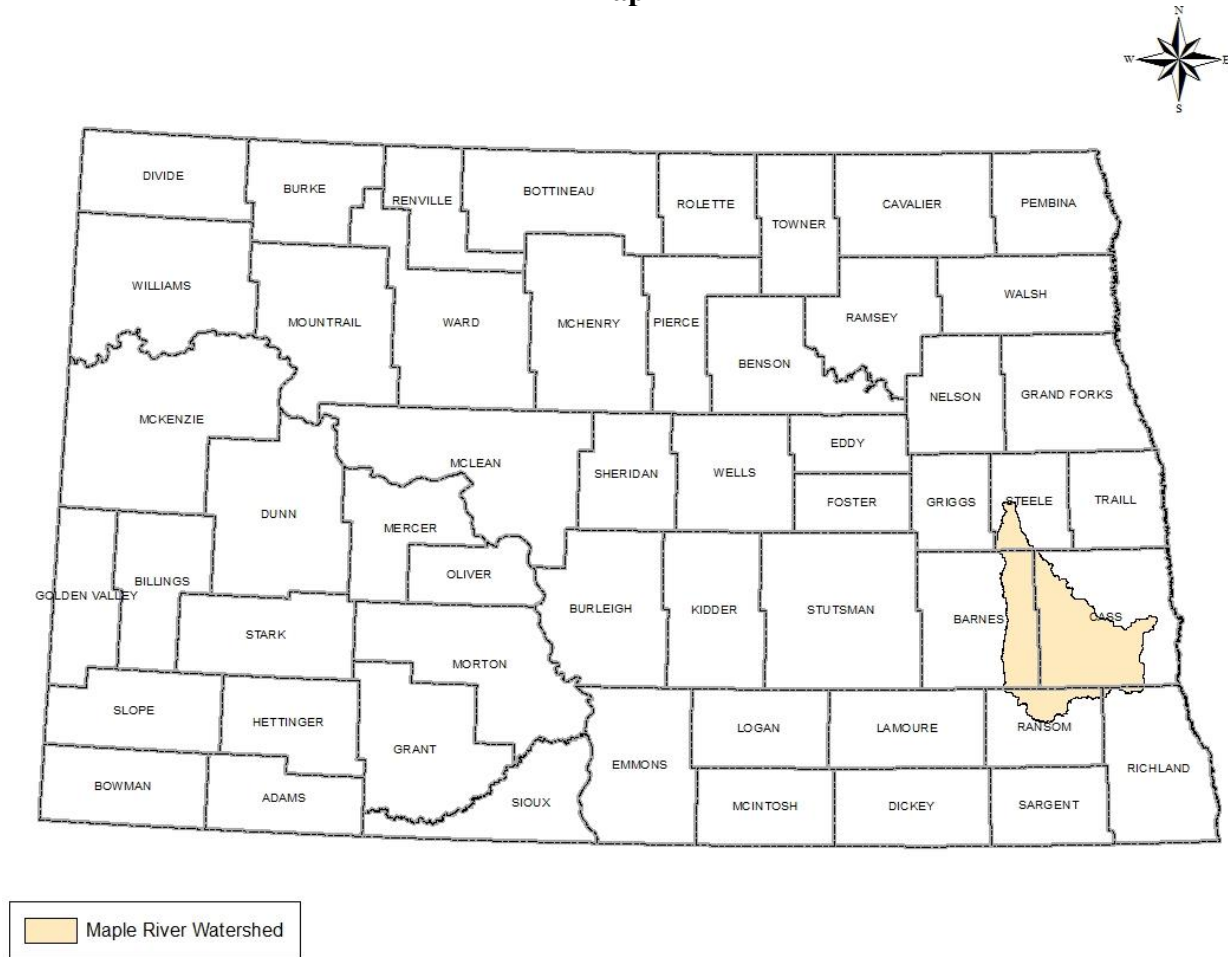 ap
N
W
E
S
DIVIDE
BURKE
RENVILLE
BOTTINEAU
ROLETTE
TOWNER
CAVALIER
PEMBINA
WILLIAMS
MOUNTRAIL
WARD
MCHENRY
PIERCE
BENSON
RAMSEY
WALSH
NELSON
GRAND FORKS
MCKENZIE
DUNN
MCLEAN
MERCER
OLIVER
SHERIDAN
WELLS
EDDY
FOSTER
GRIGGS
STEELE
TRAILL
GOLDEN VALLEY
BILLINGS
STARK
MORTON
BURLEIGH
KIDDER
STUTSMAN
BARNES
CASS
SLOPE
HETTINGER
GRANT
BOWMAN
ADAMS
SIOUX
EMMONS
LOGAN
LAMOURE
RANSOM
RICHLAND
MCINTOSH
DICKEY
SARGENT
Maple River Watershed